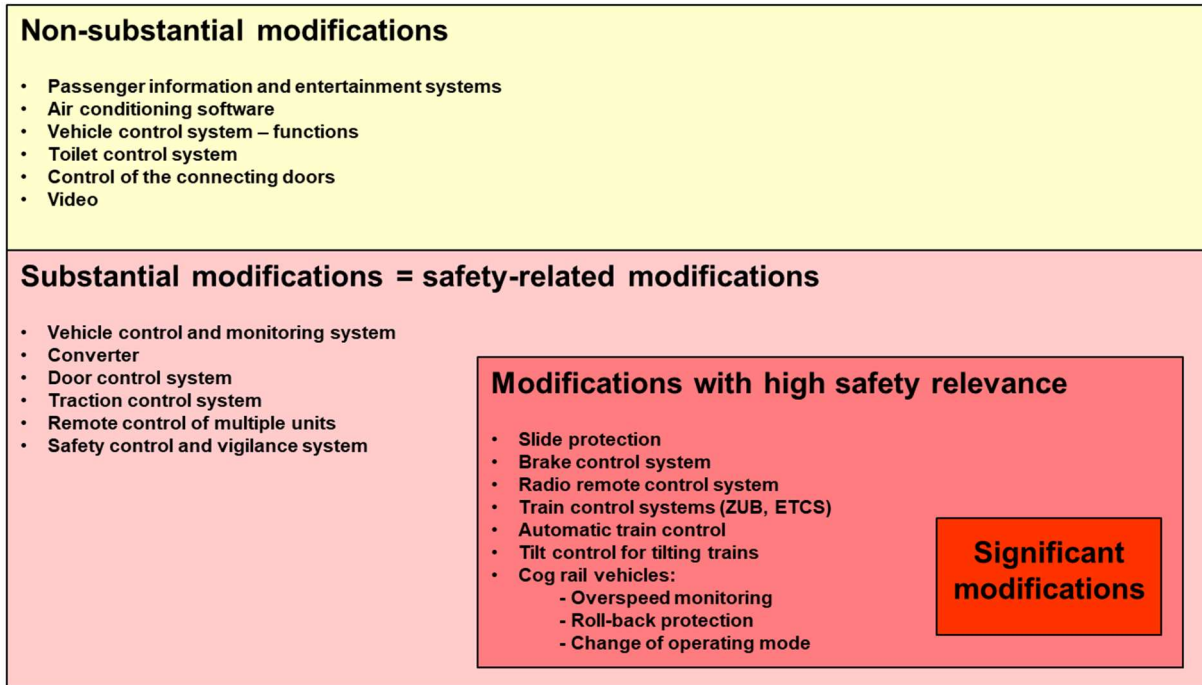 Non-substantial modifications
• Passenger information and entertainment systems
• Air conditioning software
• Vehicle control system – functions
• Toilet control system
• Control of the connecting doors
• Video
Substantial modifications = safety-related modifications
• Vehicle control and monitoring system
• Converter
• Door control system
• Traction control system
• Remote control of multiple units
• Safety control and vigilance system
Modifications with high safety relevance
• Slide protection
• Brake control system
• Radio remote control system
• Train control systems (ZUB, ETCS)
• Automatic train control
• Tilt control for tilting trains
• Cog rail vehicles:
- Overspeed monitoring
- Roll-back protection
- Change of operating mode
Significant
modifications